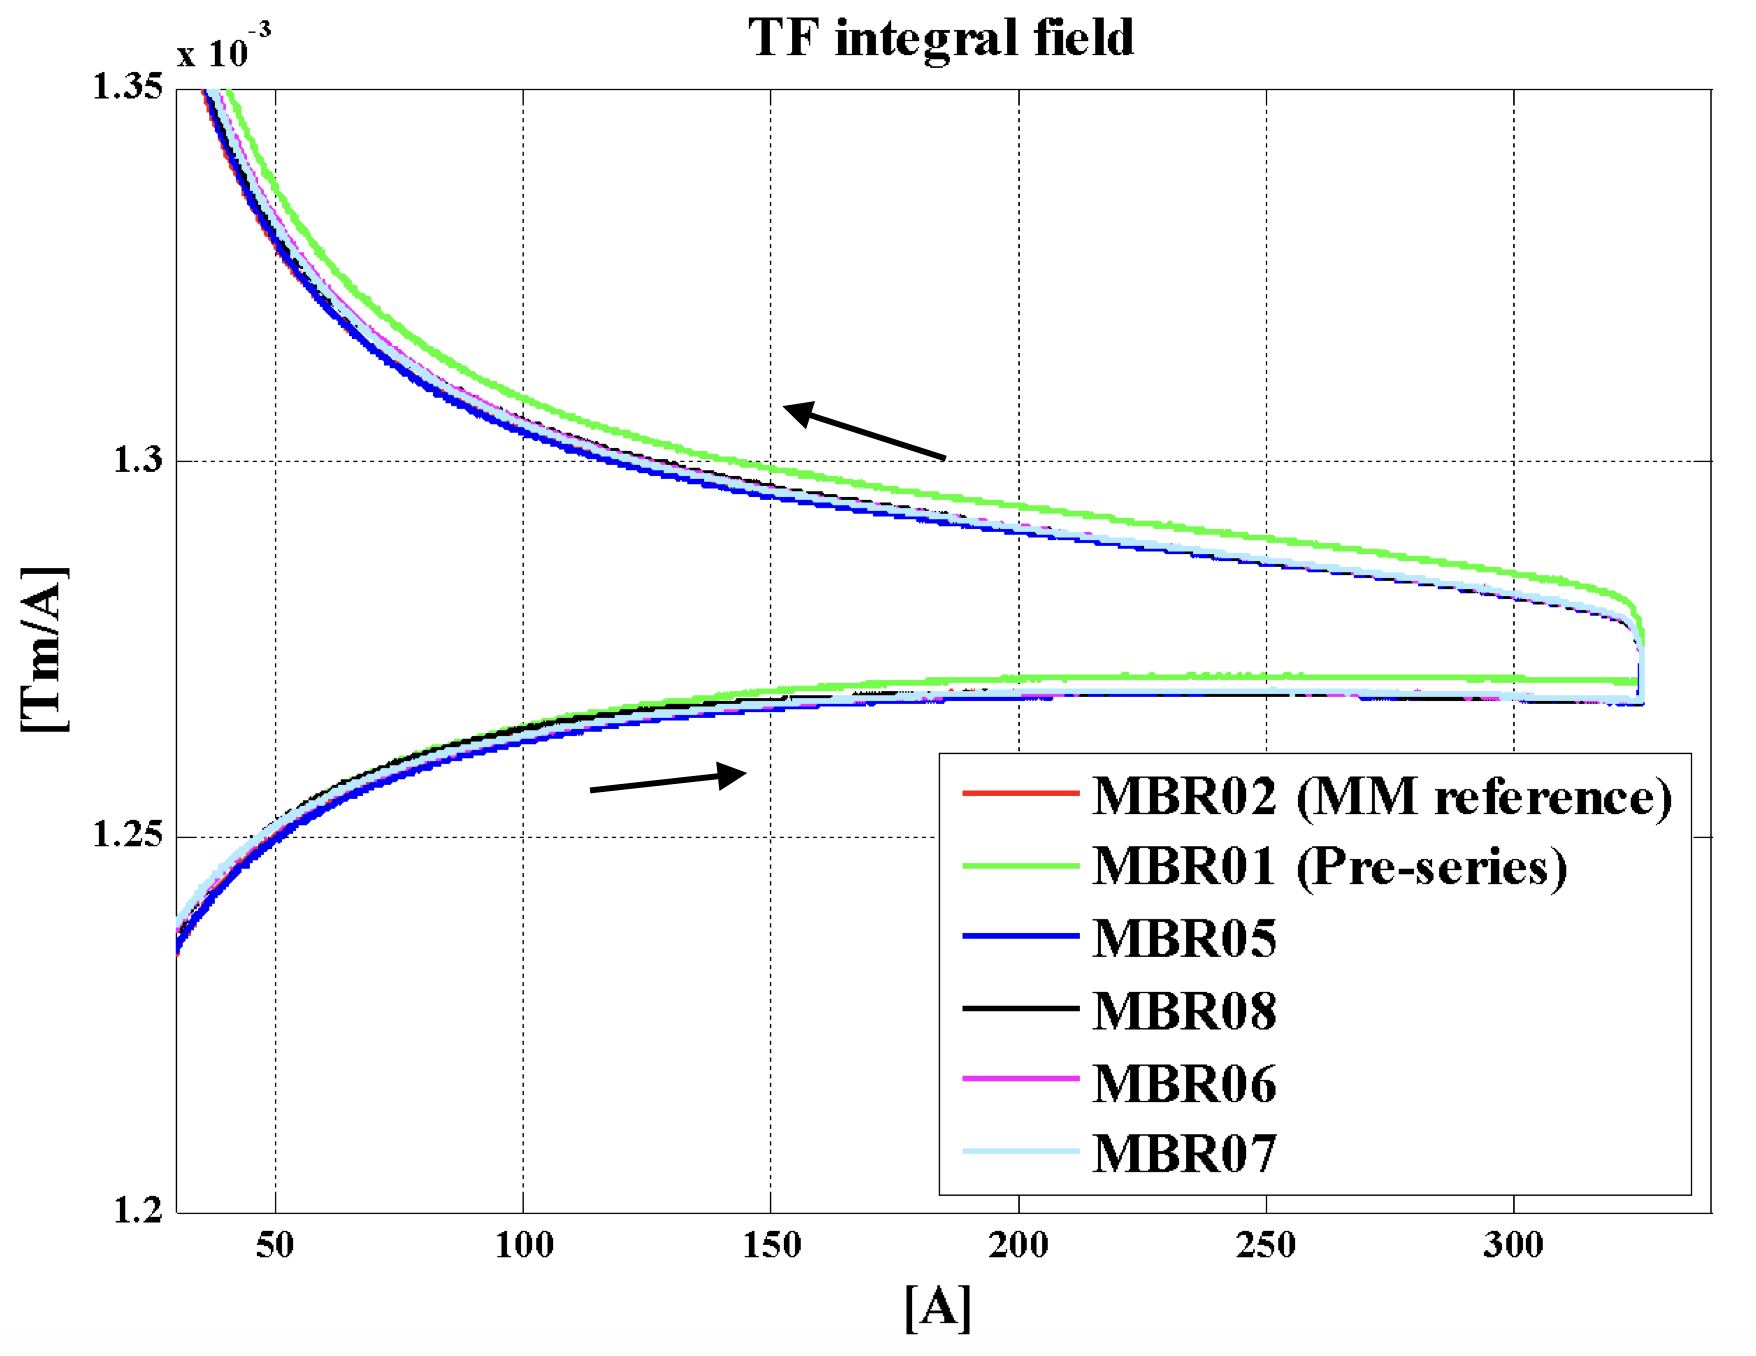 TF integral field
x 10-3
1.35
1.3
1.25
1.2
[Tm/A]
50 100 150 200 250 300
[A]
MBR02 (MM reference)
MBR01 (Pre-series)
MBR05
MBR08
MBR06
MBR07